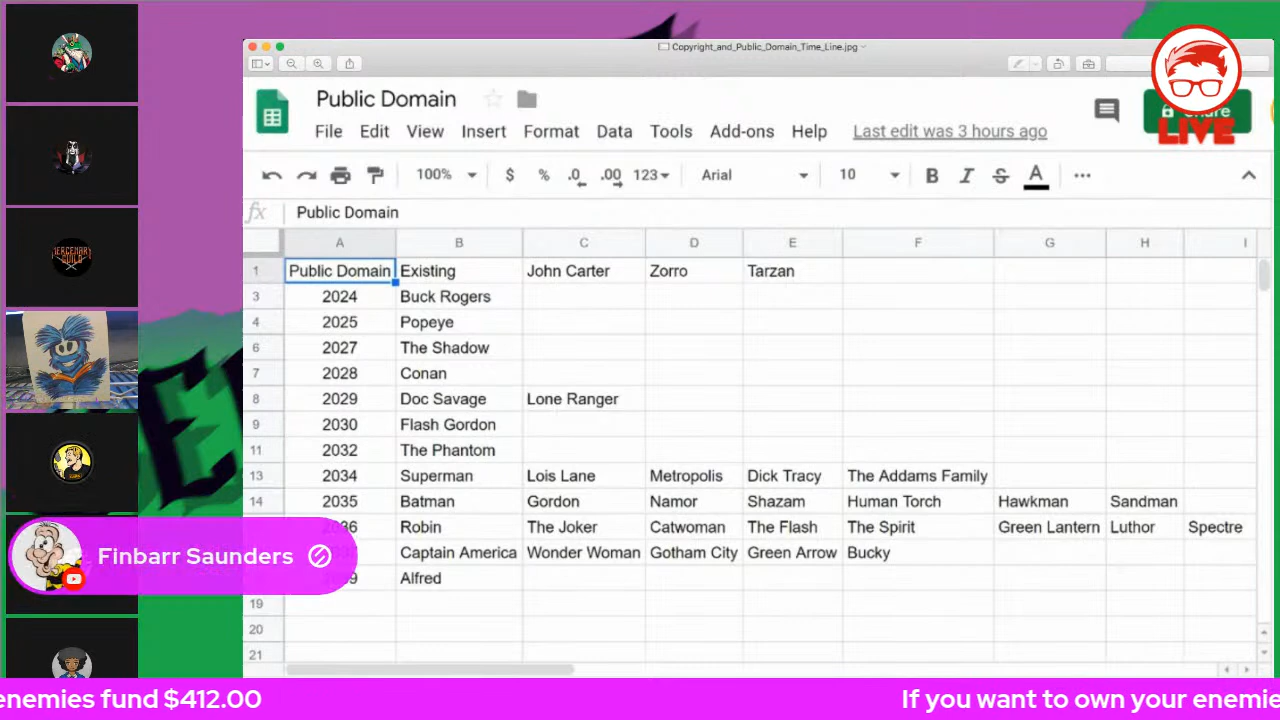 Copyright_and_Public_Domain_Time_Line.jpg
Public Domain
File Edit View Insert Format Data Tools Add-ons Help Last edit was 3 hours ago
LIVE
100% $ % .0 .00 123 Arial 10 B I S A
fx Public Domain
A B C D E F G H I
1 Public Domain Existing John Carter Zorro Tarzan
3 2024 Buck Rogers
4 2025 Popeye
6 2027 The Shadow
7 2028 Conan
8 2029 Doc Savage Lone Ranger
9 2030 Flash Gordon
11 2032 The Phantom
13 2034 Superman Lois Lane Metropolis Dick Tracy The Addams Family
14 2035 Batman Gordon Namor Shazam Human Torch Hawkman Sandman
Robin The Joker Catwoman The Flash The Spirit Green Lantern Luthor Spectre
Captain America Wonder Woman Gotham City Green Arrow Bucky
Alfred
19
20
21
MERCENARY
GUILD
Finbarr Saunders
enemies fund $412.00
If you want to own your enemie